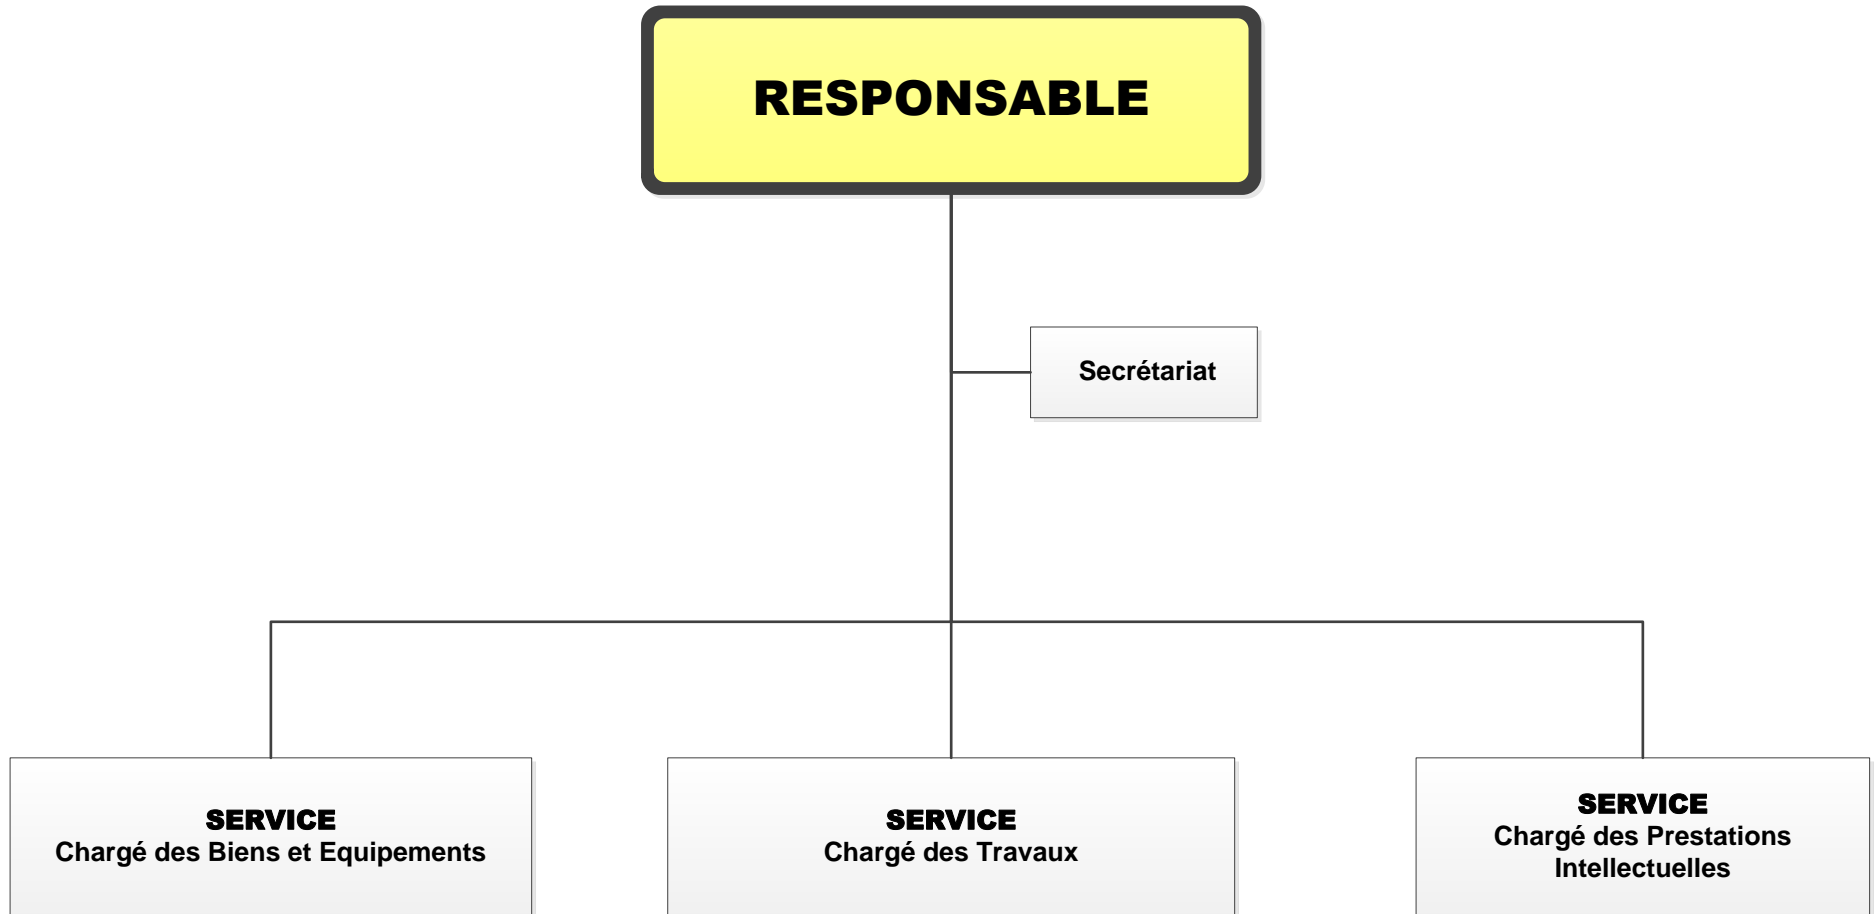 RESPONSABLE
Secrétariat
SERVICE
Chargé des Biens et Equipements
SERVICE
Chargé des Travaux
SERVICE
Chargé des Prestations
Intellectuelles